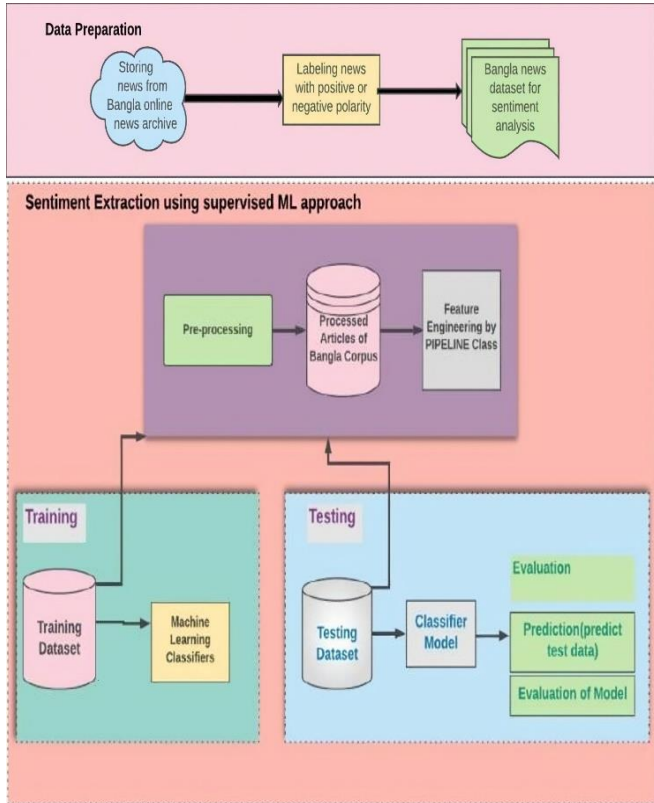 Data Preparation
Storing
news from
Bangla online
news archive
Labeling news
with positive or
negative polarity
Bangla news
dataset for
sentiment
analysis
Sentiment Extraction using supervised ML approach
Pre-processing
Processed
Articles of
Bangla Corpus
Feature
Engineering by
PIPELINE Class
Training
Training
Dataset
Machine
Learning
Classifiers
Testing
Testing
Dataset
Classifier
Model
Evaluation
Prediction(predict
test data)
Evaluation of Model